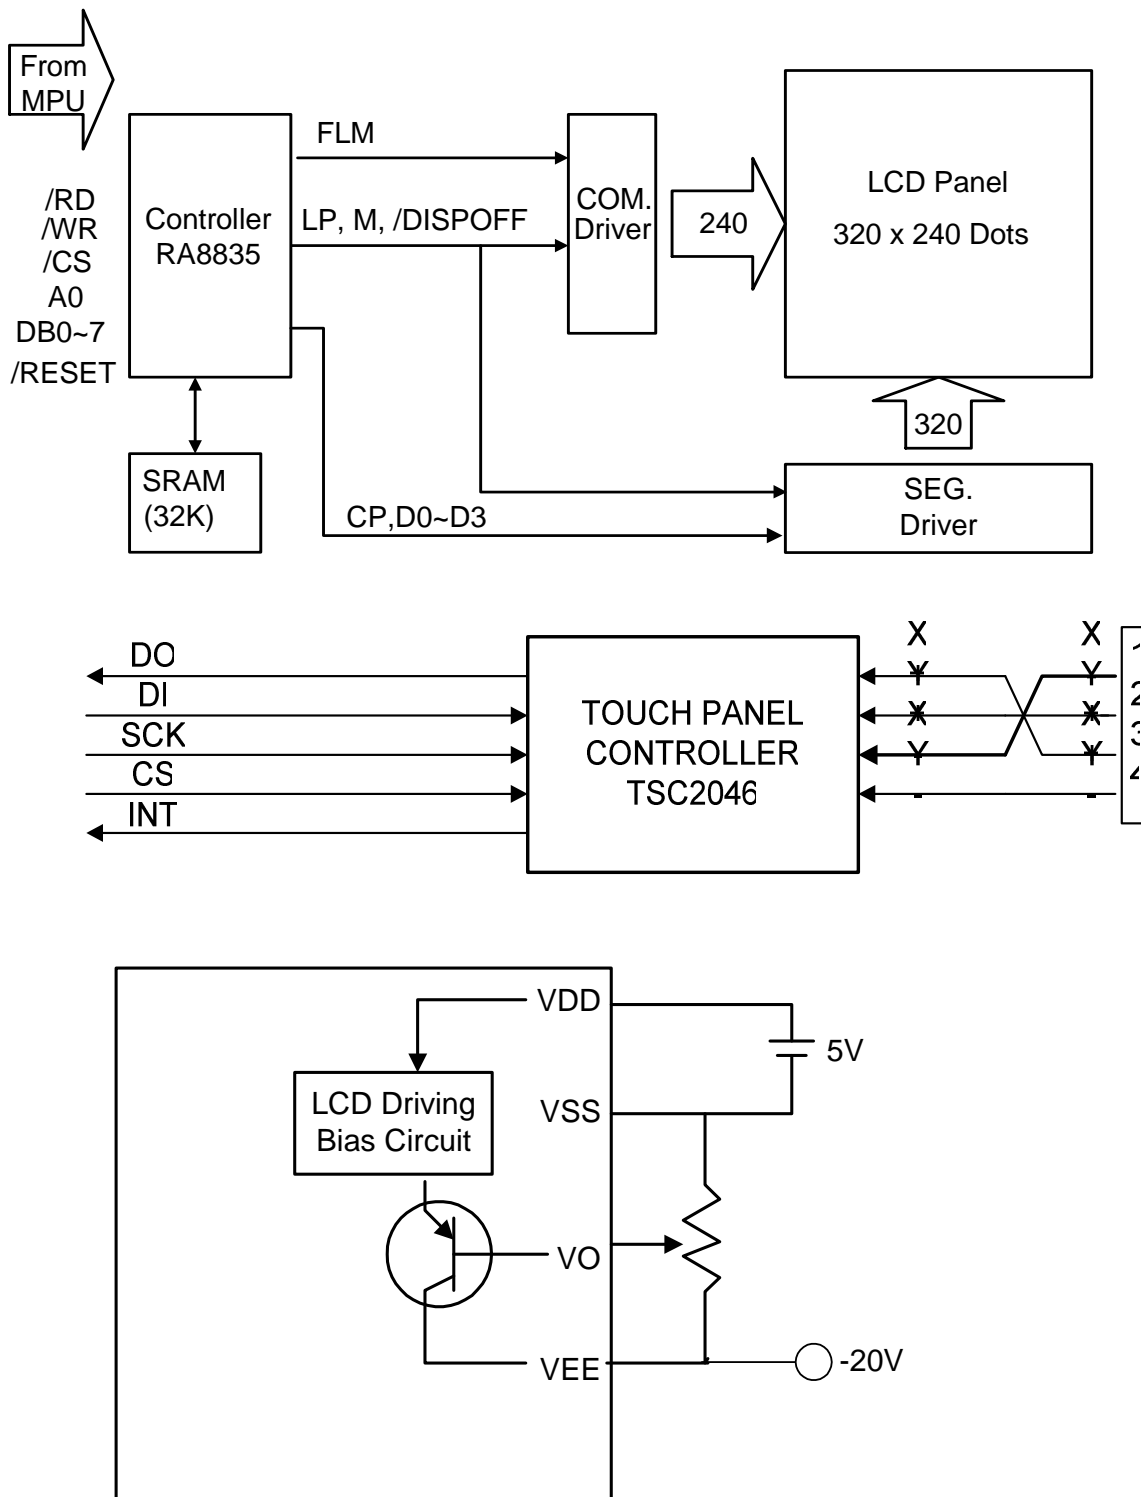 From
MPU
/RD
/WR
/CS
A0
DB0~7
/RESET
Controller
RA8835
FLM
LP, M, /DISPOFF
COM.
Driver
240
LCD Panel
320 x 240 Dots
320
SRAM
(32K)
CP,D0~D3
SEG.
Driver
DO
DI
SCK
CS
INT
TOUCH PANEL
CONTROLLER
TSC2046
X
Y
X
Y
-
X
Y
X
Y
-
2
3
VDD
5V
LCD Driving
Bias Circuit
VSS
VO
VEE
-20V